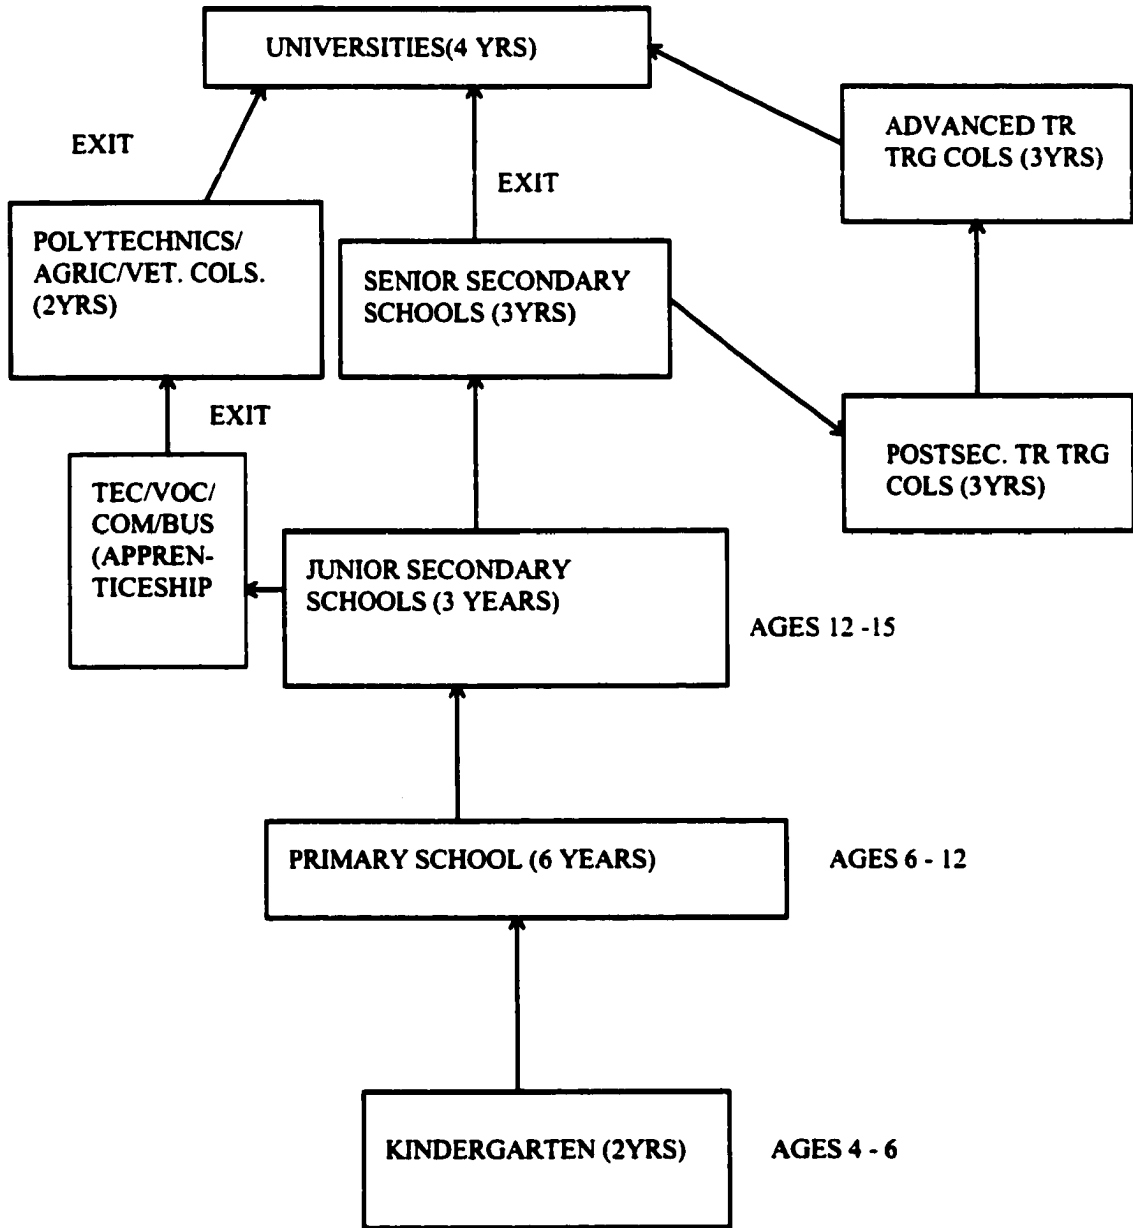 UNIVERSITIES(4 YRS)
ADVANCED TR
TRG COLS (3YRS)
EXIT
EXIT
POLYTECHNICS/
AGRIC/VET. COLS.
(2YRS)
SENIOR SECONDARY
SCHOOLS (3YRS)
EXIT
POSTSEC. TR TRG
COLS (3YRS)
TEC/VOC/
COM/BUS
(APPREN-
TICESHIP
JUNIOR SECONDARY
SCHOOLS (3 YEARS)
AGES 12 -15
PRIMARY SCHOOL (6 YEARS)
AGES 6 - 12
KINDERGARTEN (2YRS)
AGES 4 - 6